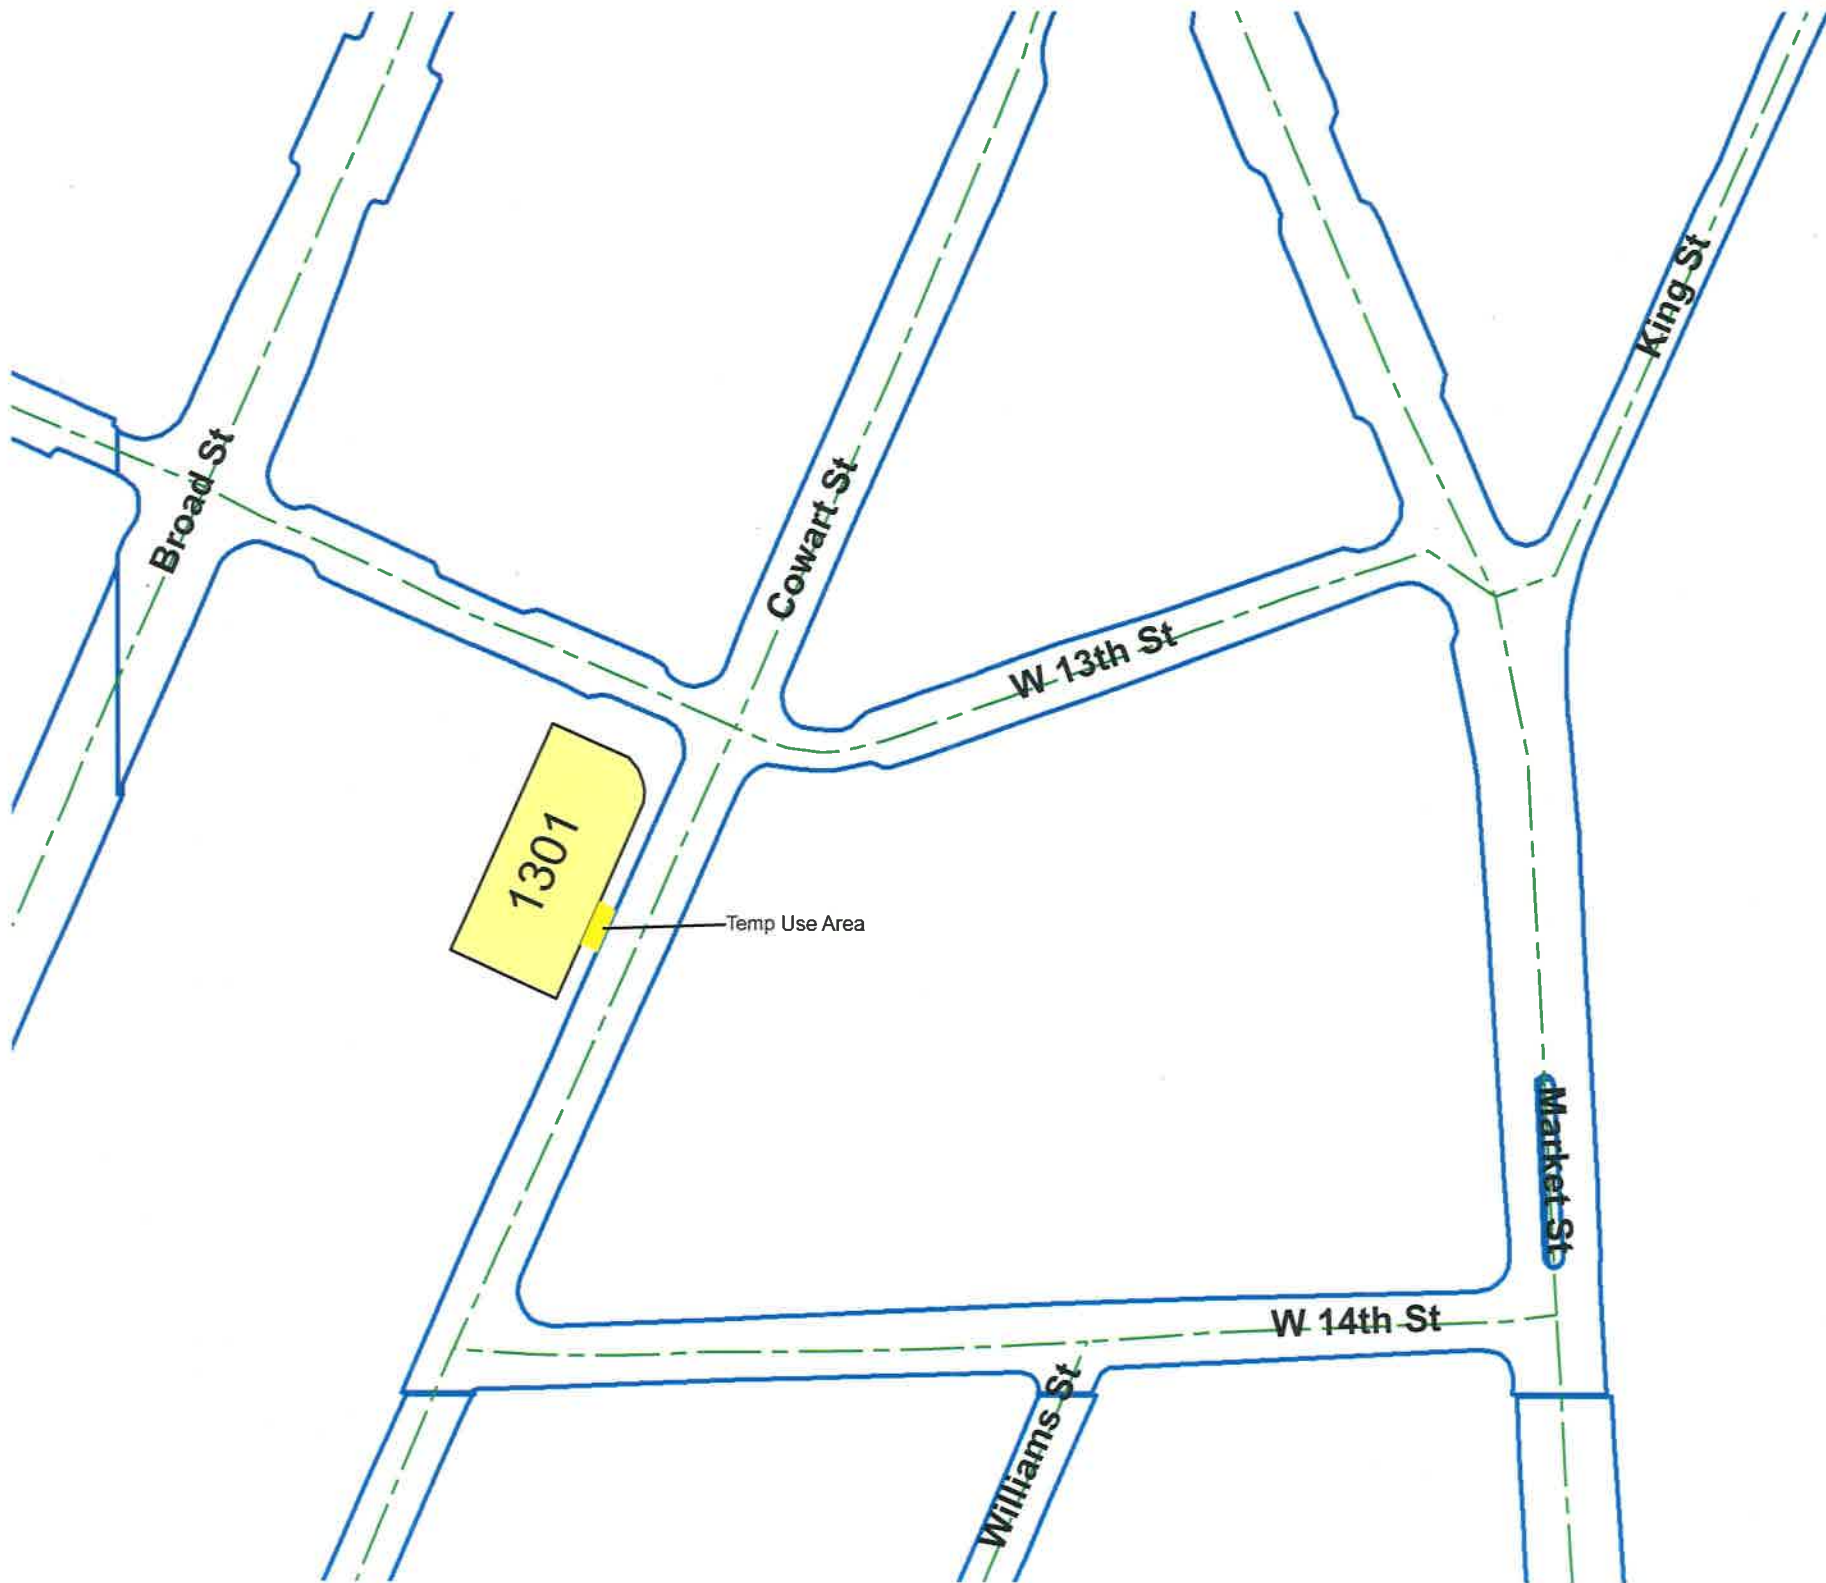 King St
Broad St
Cowart St
W 13th St
1301
Temp Use Area
Market St
W 14th St
Williams St